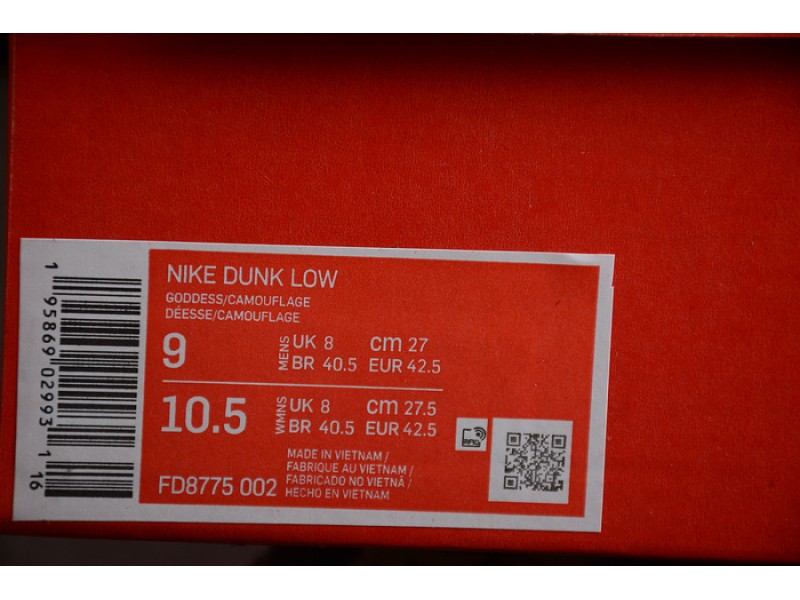 NIKE DUNK LOW
GODDESS/CAMOUFLAGE
DÉESSE/CAMOUFLAGE
9 MENS UK 8 cm 27
BR 40.5 EUR 42.5
10.5 WMNS UK 8 cm 27.5
BR 40.5 EUR 42.5
MADE IN VIETNAM /
FABRIQUE AU VIETNAM /
FABRICADO NO VIETNÃ /
HECHO EN VIETNAM
FD8775 002
1 95869 02993 1 16